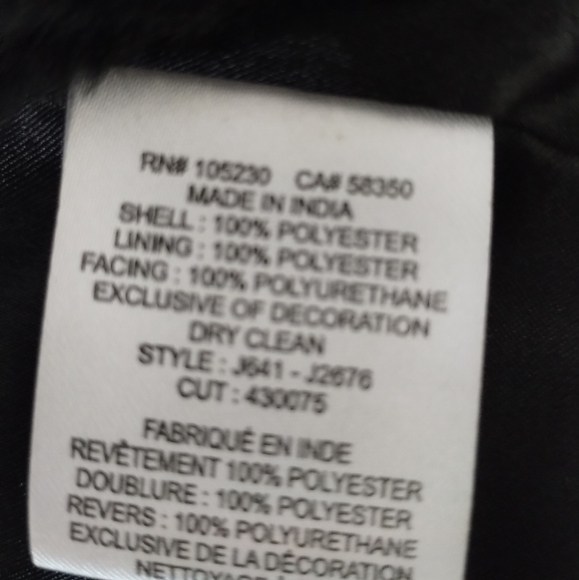 RN# 105230 CA# 58350
MADE IN INDIA
SHELL : 100% POLYESTER
LINING : 100% POLYESTER
FACING : 100% POLYURETHANE
EXCLUSIVE OF DECORATION
DRY CLEAN
STYLE : J641 - J2676
CUT : 430075
FABRIQUÉ EN INDE
REVÊTEMENT 100% POLYESTER
DOUBLURE : 100% POLYESTER
REVERS : 100% POLYURETHANE
EXCLUSIVE DE LA DÉCORATION
NETTOYAGE